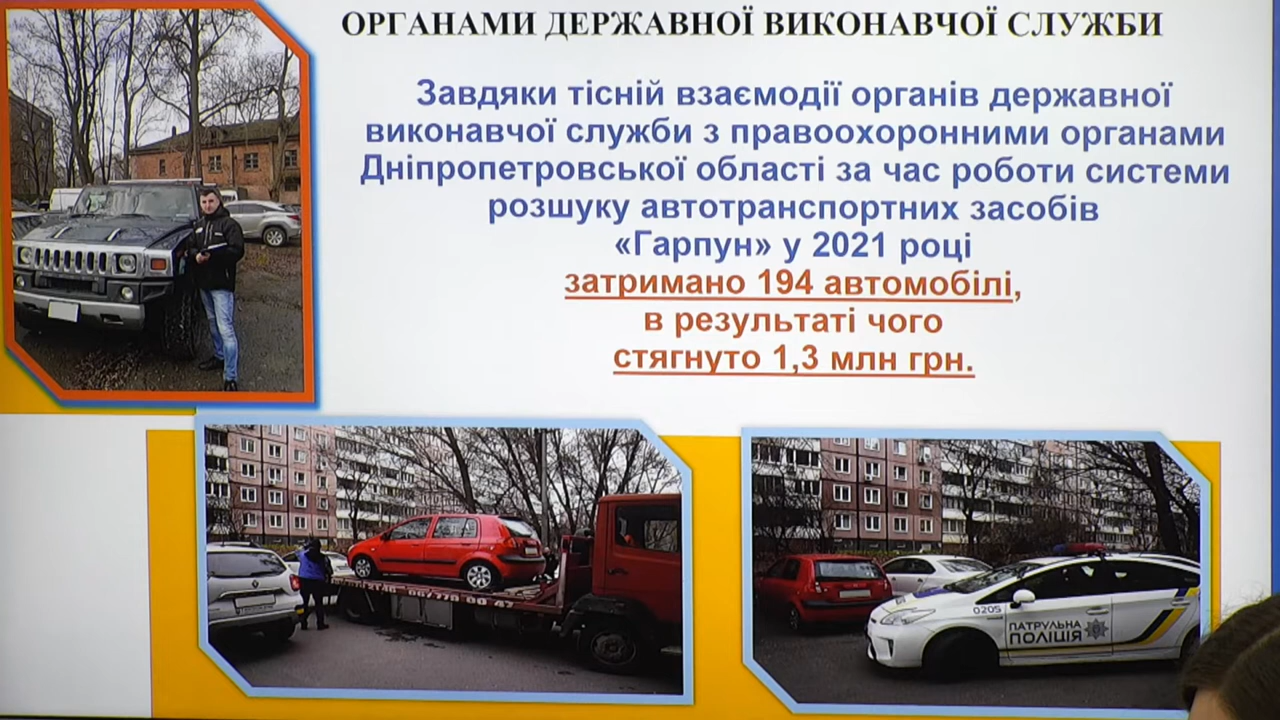 ОРГАНАМИ ДЕРЖАВНОЇ ВИКОНАВЧОЇ СЛУЖБИ
Завдяки тісній взаємодії органів державної
виконавчої служби з правоохоронними органами
Дніпропетровської області за час роботи системи
розшуку автотранспортних засобів
«Гарпун» у 2021 році
затримано 194 автомобілі,
в результаті чого
стягнуто 1,3 млн грн.
0205
ПАТРУЛЬНА
ПОЛІЦІЯ